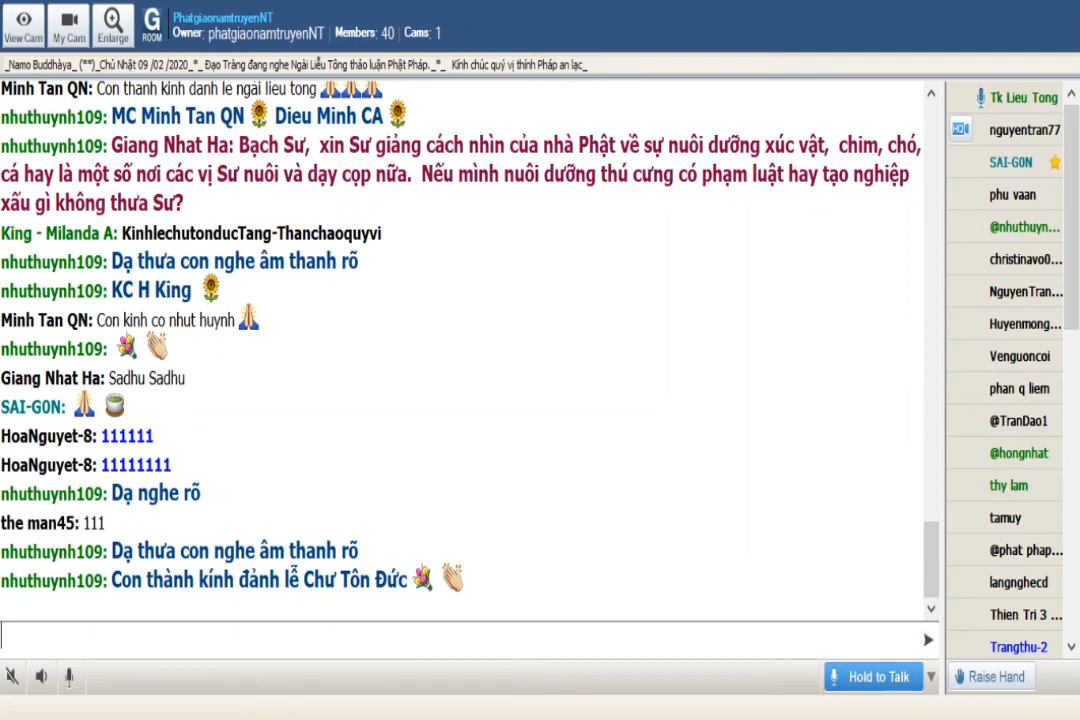 PhatgiaonamtruyenNT
View Cam My Cam Enlarge G ROOM Owner: phatgiaonamtruyenNT Members: 40 Cams: 1
_Namo Buddhàya_ (**)_Chủ Nhật 09 /02 /2020_*_ Đạo Tràng đang nghe Ngài Liễu Tông thảo luận Phật Pháp._*_ Kính chúc quý vị thính Pháp an lạc_
Minh Tan QN: Con thanh kinh danh le ngài lieu tong
nhuthuynh109: MC Minh Tan QN Dieu Minh CA
nhuthuynh109: Giang Nhat Ha: Bạch Sư, xin Sư giảng cách nhìn của nhà Phật về sự nuôi dưỡng xúc vật, chim, chó,
cá hay là một số nơi các vị Sư nuôi và dạy cọp nữa. Nếu mình nuôi dưỡng thú cưng có phạm luật hay tạo nghiệp
xấu gì không thưa Sư?
King - Milanda A: KinhlechutonducTang-Thanchaoquyvi
nhuthuynh109: Dạ thưa con nghe âm thanh rõ
nhuthuynh109: KC H King
Minh Tan QN: Con kinh co nhut huynh
nhuthuynh109:
Giang Nhat Ha: Sadhu Sadhu
SAI-G0N:
HoaNguyet-8: 111111
HoaNguyet-8: 11111111
nhuthuynh109: Dạ nghe rõ
the man45: 111
nhuthuynh109: Dạ thưa con nghe âm thanh rõ
nhuthuynh109: Con thành kính đảnh lễ Chư Tôn Đức
Hold to Talk
Tk Lieu Tong
HD nguyentran77
SAI-G0N
phu vaan
@nhuthuyn...
christinavo0...
NguyenTran...
Huyenmong...
Venguoncoi
phan q liem
@TranDao1
@hongnhat
thy lam
tamuy
@phat phap...
langnghecd
Thien Tri 3 ...
Trangthu-2
Raise Hand